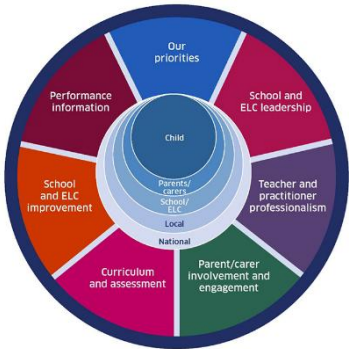 Our
priorities
School and
ELC leadership
Teacher and
practitioner
professionalism
Parent/carer
involvement and
engagement
Curriculum
and assessment
School
and ELC
improvement
Performance
information
Child
Parents/
carers
School/
ELC
Local
National